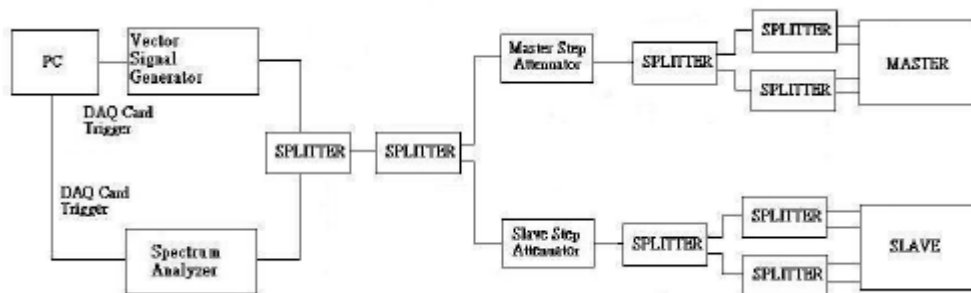 PC
Vector
Signal
Generator
DAQ Card
Trigger
DAQ Card
Trigger
Spectrum
Analyzer
SPLITTER
SPLITTER
Master Step
Attenuator
SPLITTER
SPLITTER
SPLITTER
MASTER
Slave Step
Attenuator
SPLITTER
SPLITTER
SPLITTER
SLAVE